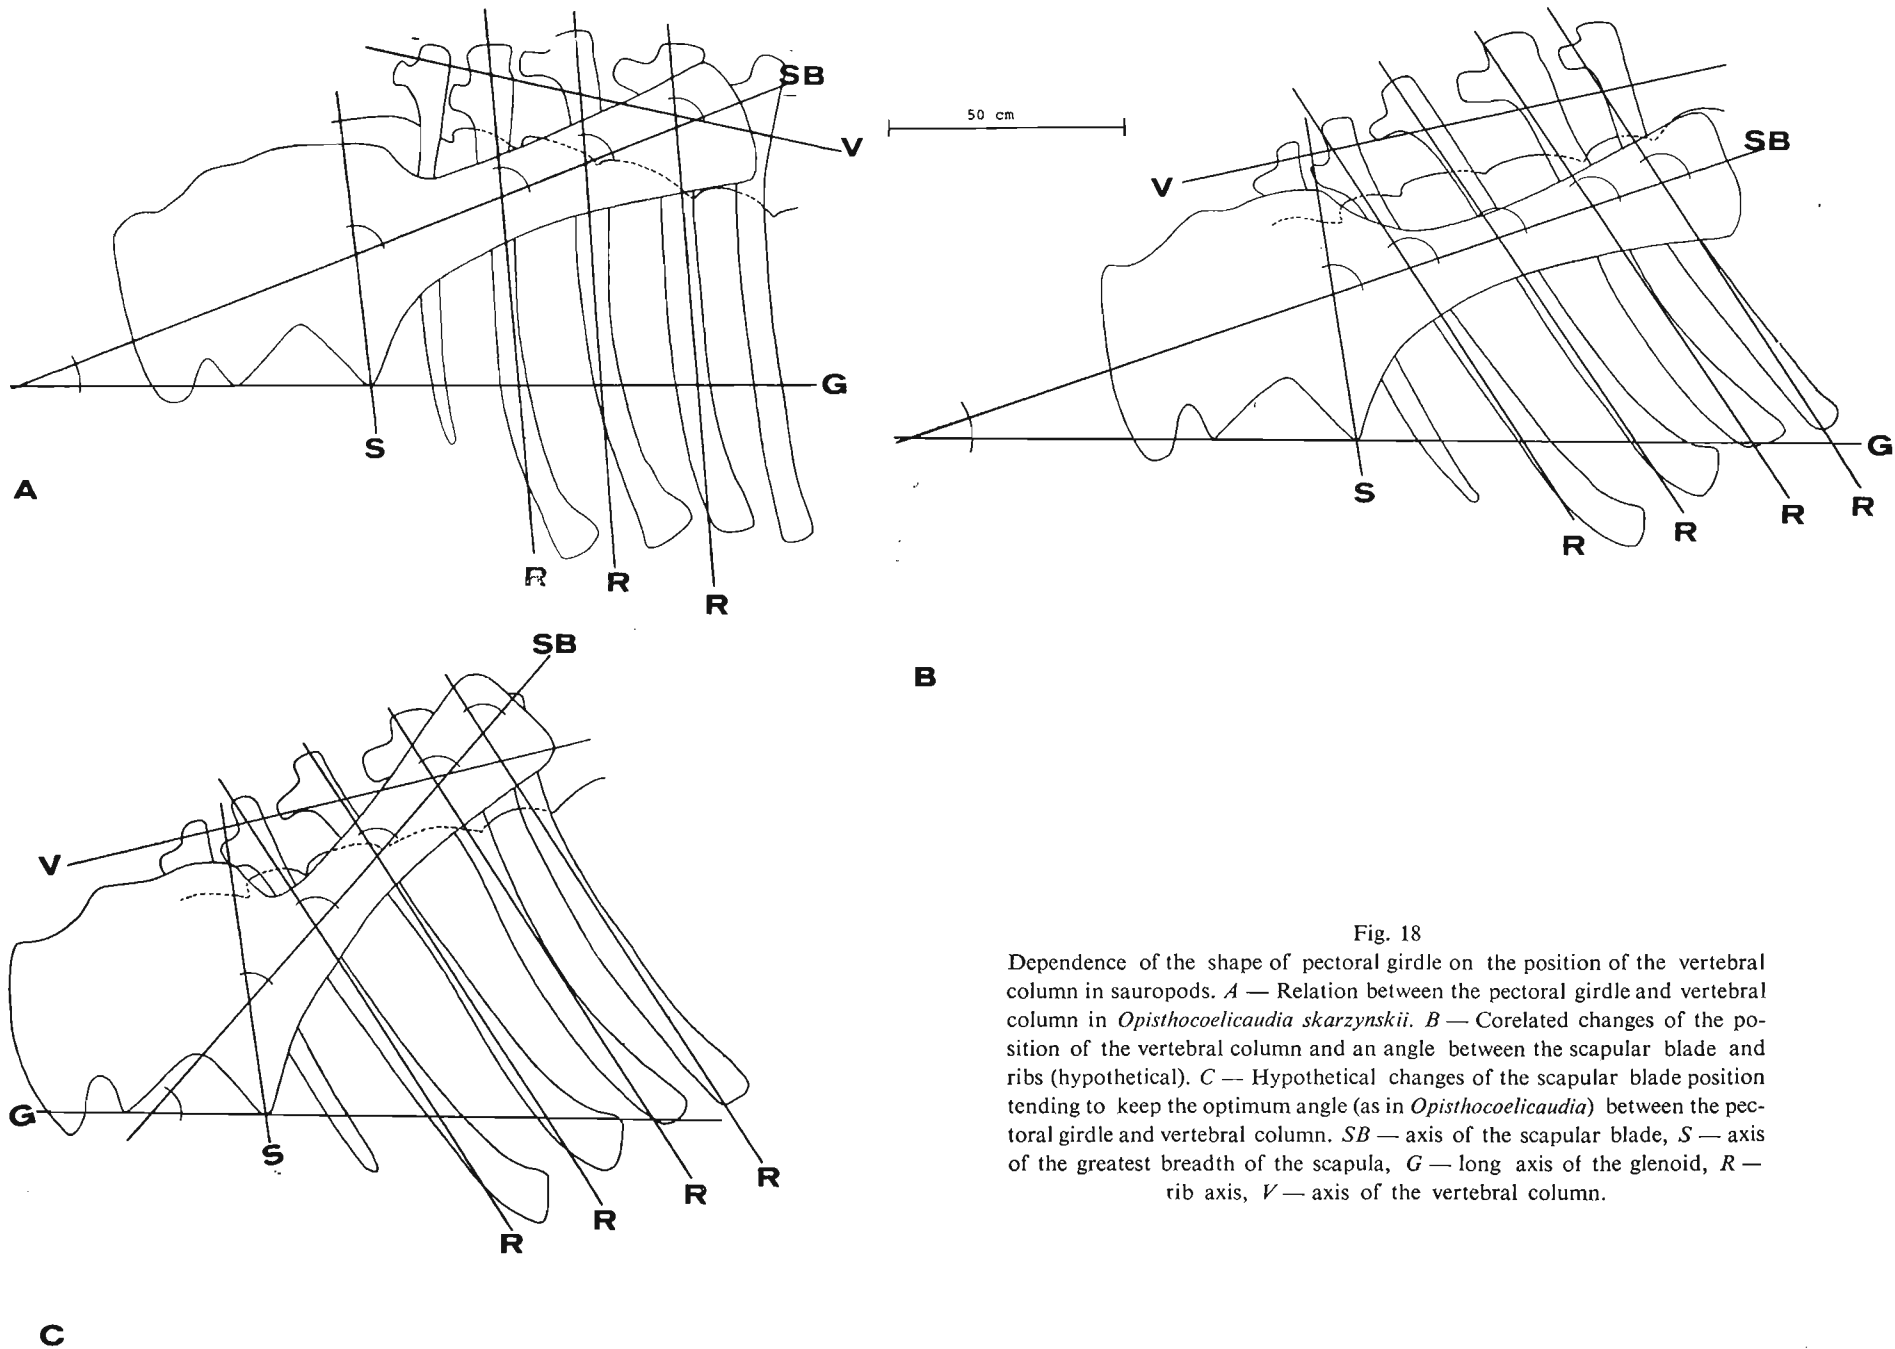 SB
V
G
S
R
R
R
A
50 cm
V
SB
G
S
R
R
R
R
B
SB
V
G
S
R
R
R
R
C
Fig. 18
Dependence of the shape of pectoral girdle on the position of the vertebral
column in sauropods. A — Relation between the pectoral girdle and vertebral
column in Opisthocoelicaudia skarzynskii. B — Corelated changes of the po-
sition of the vertebral column and an angle between the scapular blade and
ribs (hypothetical). C — Hypothetical changes of the scapular blade position
tending to keep the optimum angle (as in Opisthocoelicaudia) between the pec-
toral girdle and vertebral column. SB — axis of the scapular blade, S — axis
of the greatest breadth of the scapula, G — long axis of the glenoid, R —
rib axis, V — axis of the vertebral column.